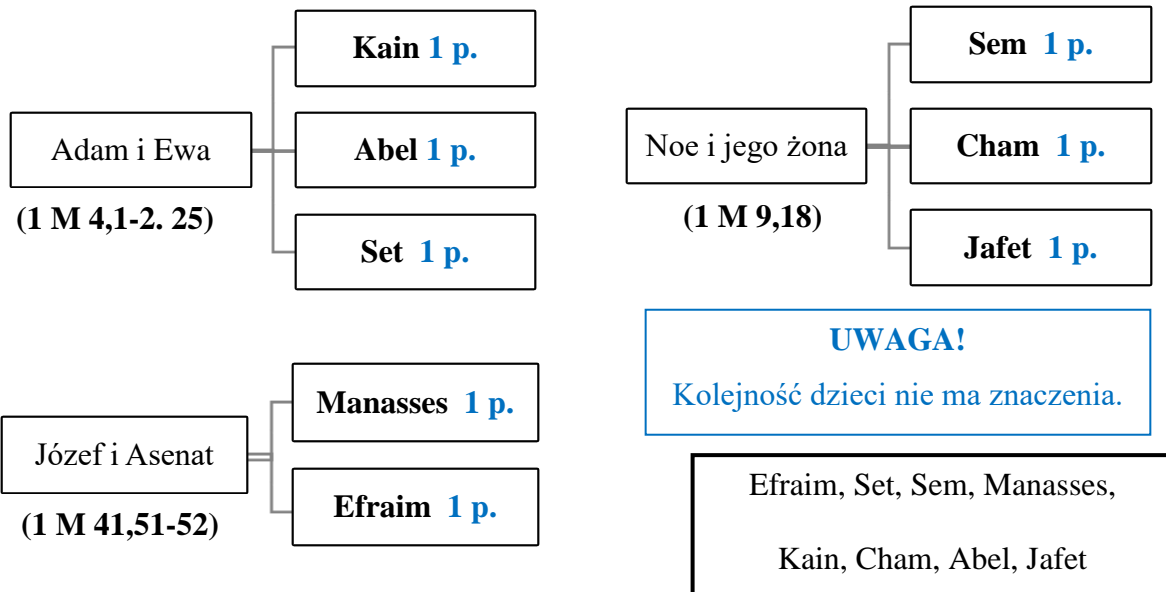 Adam i Ewa
(1 M 4,1-2. 25)
Kain 1 p.
Abel 1 p.
Set 1 p.
Noe i jego żona
(1 M 9,18)
Sem 1 p.
Cham 1 p.
Jafet 1 p.
Józef i Asenat
(1 M 41,51-52)
Manasses 1 p.
Efraim 1 p.
UWAGA!
Kolejność dzieci nie ma znaczenia.
Efraim, Set, Sem, Manasses,
Kain, Cham, Abel, Jafet